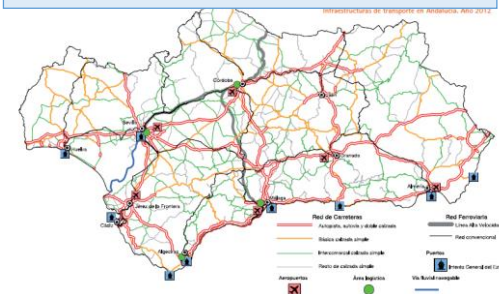 Infraestructuras de transporte en Andalucía. Año 2012
Córdoba
Sevilla
Huelva
Granada
Jerez de la Frontera
Málaga
Almería
Cádiz
Algeciras
Red de Carreteras
Autopista, autovía y doble calzada
Básica calzada simple
Intercomarcal calzada simple
Resto de calzada simple
Red Ferroviaria
Línea Alta Velocidad
Red convencional
Puertos
Interés General del Es
Aeropuertos
Área logística
Vía fluvial navegable